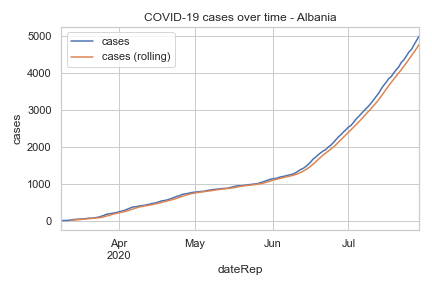 COVID-19 cases over time - Albania
cases
cases (rolling)
5000
4000
3000
2000
1000
0
cases
Apr
2020
May
Jun
Jul
dateRep